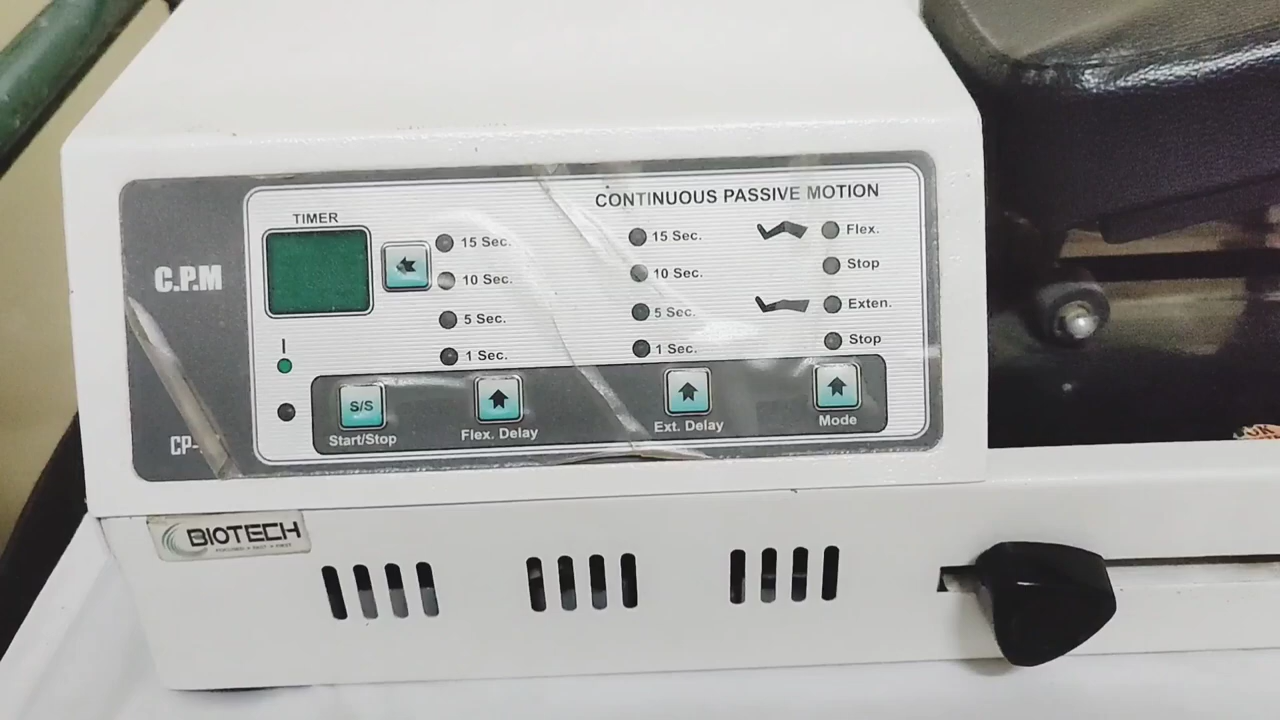 CONTINUOUS PASSIVE MOTION
TIMER
C.P.M
15 Sec.
10 Sec.
5 Sec.
1 Sec.
15 Sec.
10 Sec.
5 Sec.
1 Sec.
Flex.
Stop
Exten.
Stop
I
S/S
Start/Stop
Flex. Delay
Ext. Delay
Mode
CP-
BIOTECH